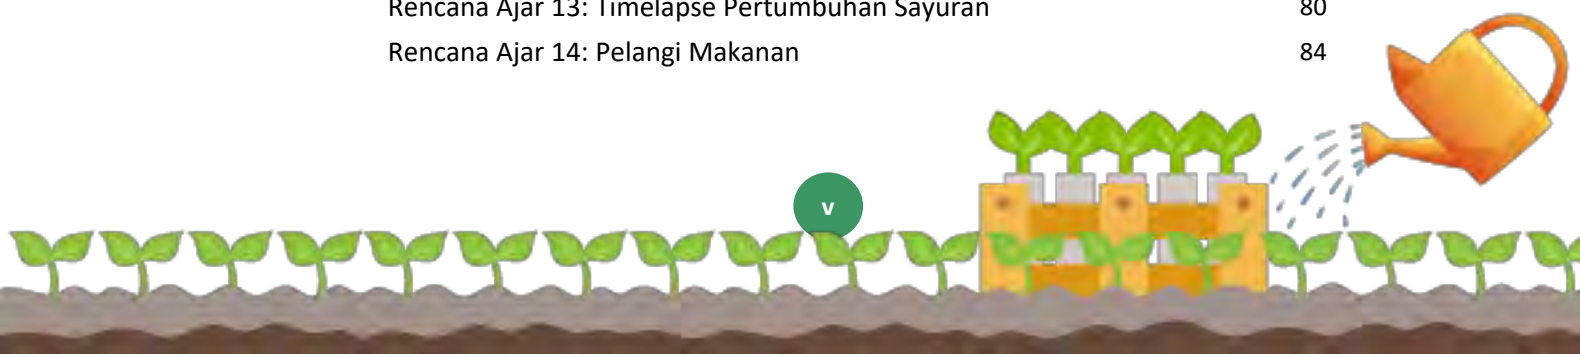 Rencana Ajar 13: Timelapse Pertumbuhan Sayuran 80
Rencana Ajar 14: Pelangi Makanan 84
v